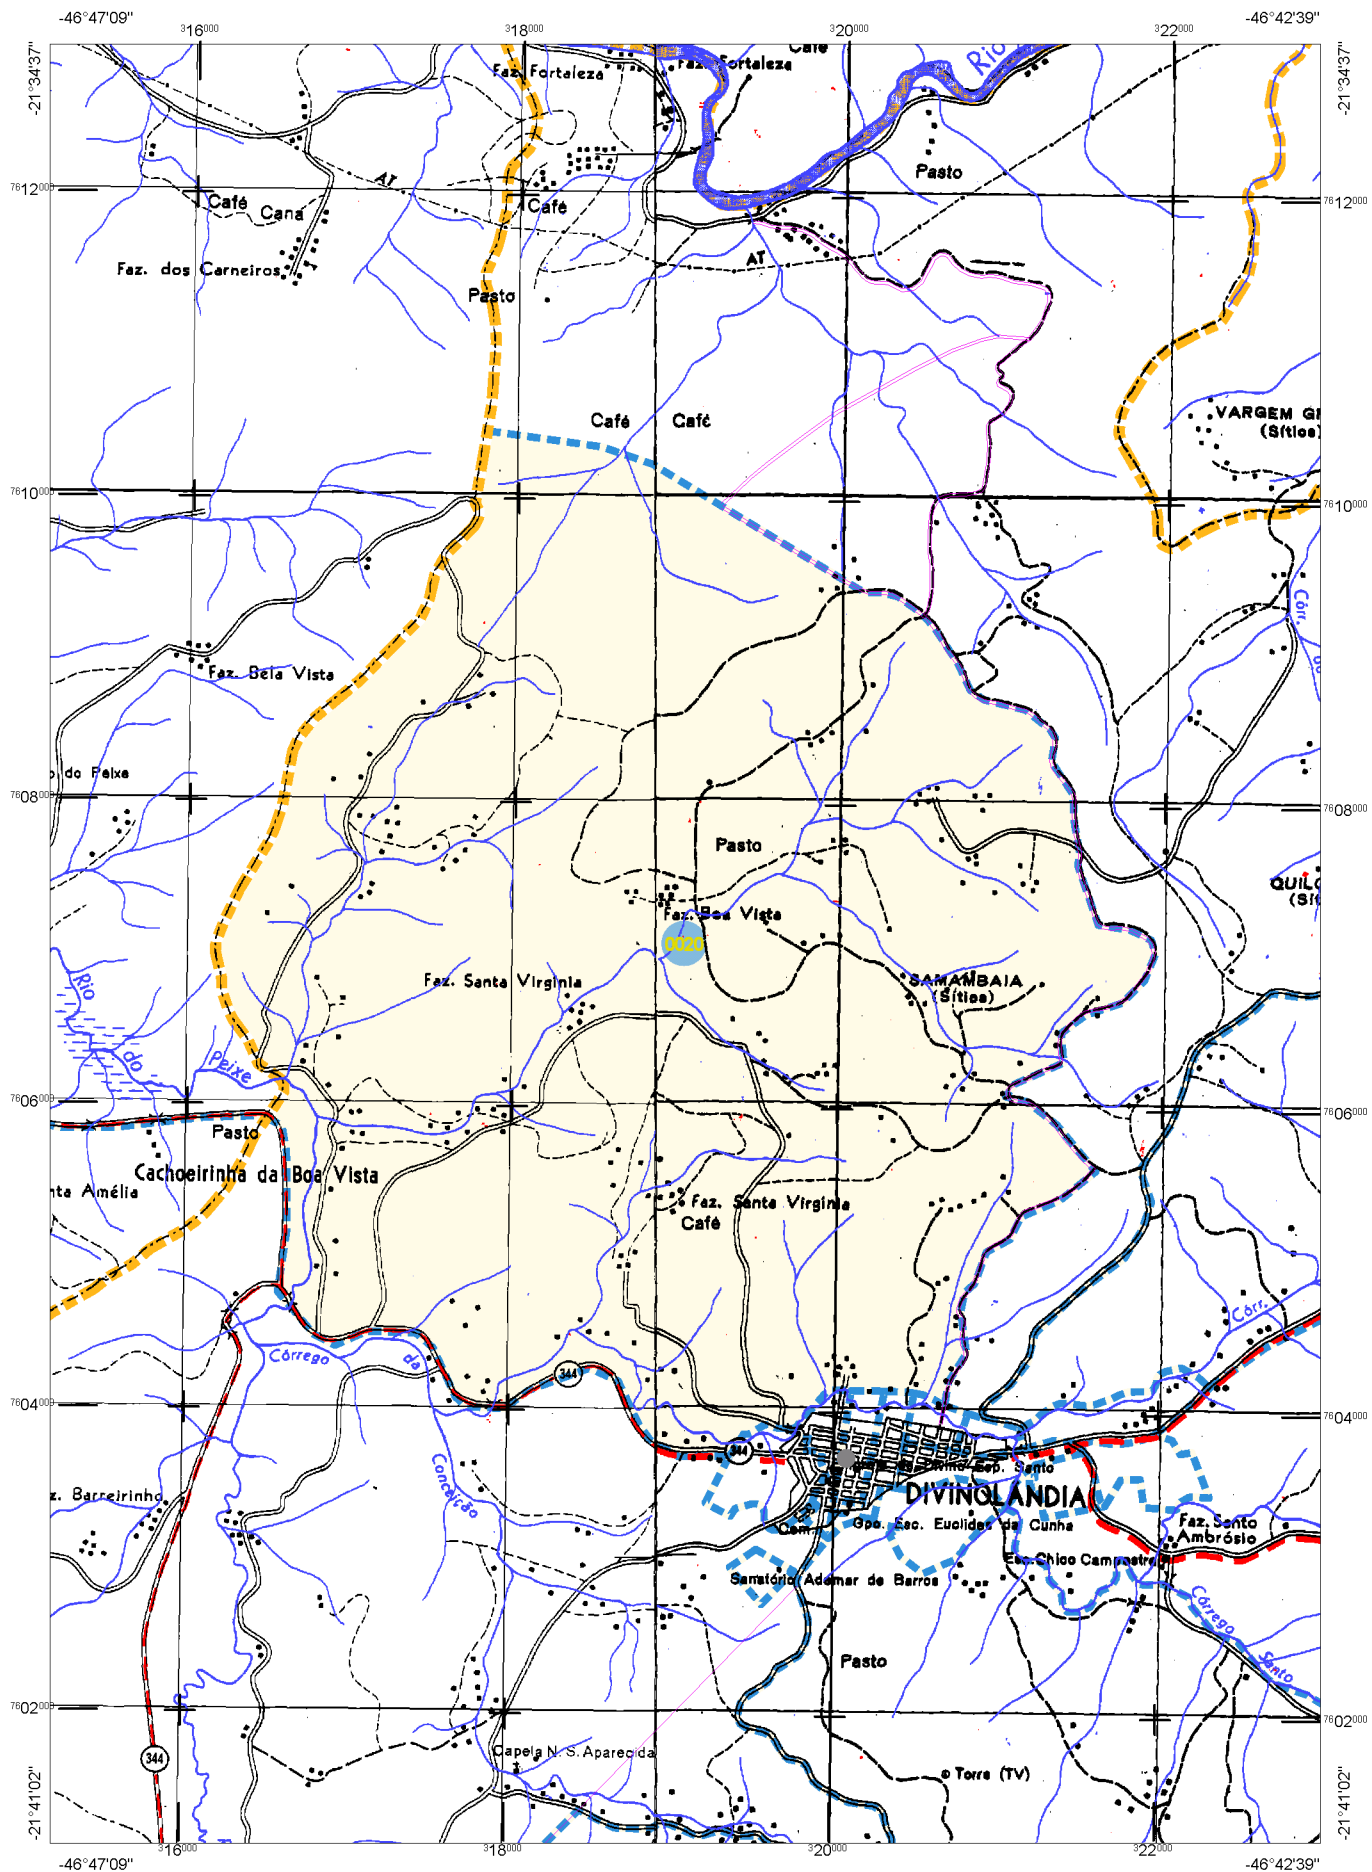 -46°47'09"
-46°42'39"
316000
318000
320000
322000
-21°34'37"
-21°34'37"
Café
Rio
Faz. Fortaleza
Faz. Fortaleza
Pasto
AT
7612000
7612000
Café
Cana
Café
Faz. dos Carneiros
AT
Pasto
Café
Café
VARGEM
(Sítios)
7610000
7610000
Córr.
Faz. Bela Vista
do Peixe
7608000
7608000
Pasto
Faz. Boa Vista
0020
Faz. Santa Virginia
SAMAMBAIA
(Sítios)
Rio
do
Peixe
7606000
7606000
Pasto
Cachoeirinha da Boa Vista
Amélia
Faz. Santa Virginia
Café
Córr.
Córrego
da
344
7604000
7604000
344
Esp. Santo
DIVINOLÂNDIA
Conceição
Barreirinho
Cem.
Gpo. Esc. Euclides da Cunha
Faz. Santo
Ambrósio
Esc. Chico Campestre
Sanatório Ademar de Barros
Córrego
Santo
Pasto
7602000
7602000
344
Capela N. S. Aparecida
Torre (TV)
-21°41'02"
-21°41'02"
316000
318000
320000
322000
-46°47'09"
-46°42'39"